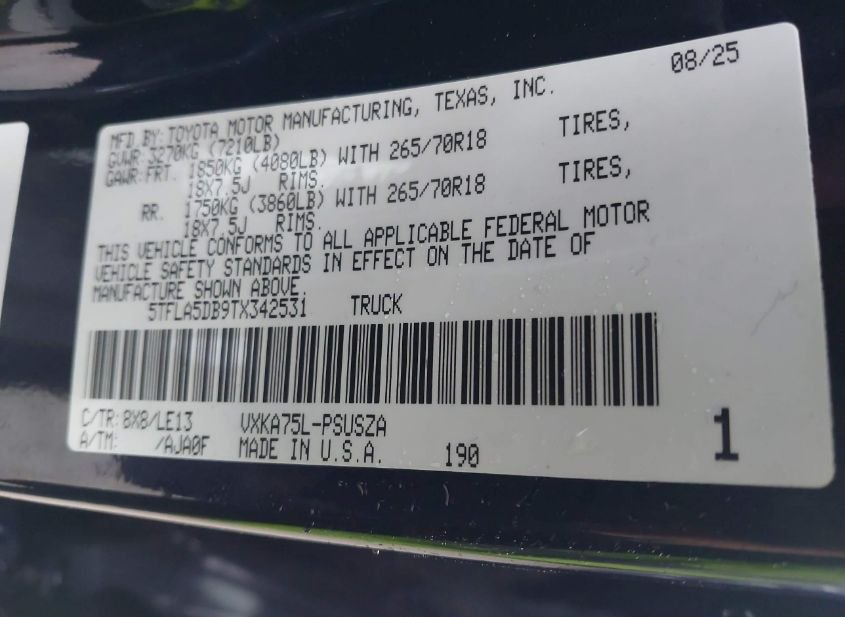 08/25
MFD BY: TOYOTA MOTOR MANUFACTURING, TEXAS, INC.
GVWR: 3270KG (7210LB)
GAWR: FRT. 1850KG (4080LB) WITH 265/70R18 TIRES,
18X7.5J RIMS.
RR. 1750KG (3860LB) WITH 265/70R18 TIRES,
18X7.5J RIMS.
THIS VEHICLE CONFORMS TO ALL APPLICABLE FEDERAL MOTOR
VEHICLE SAFETY STANDARDS IN EFFECT ON THE DATE OF
MANUFACTURE SHOWN ABOVE.
5TFLA5DB9TX342531 TRUCK
C/TR: 8X8/LE13 VXKA75L-PSUSZA
A/TM: /AJA0F MADE IN U.S.A. 190
1